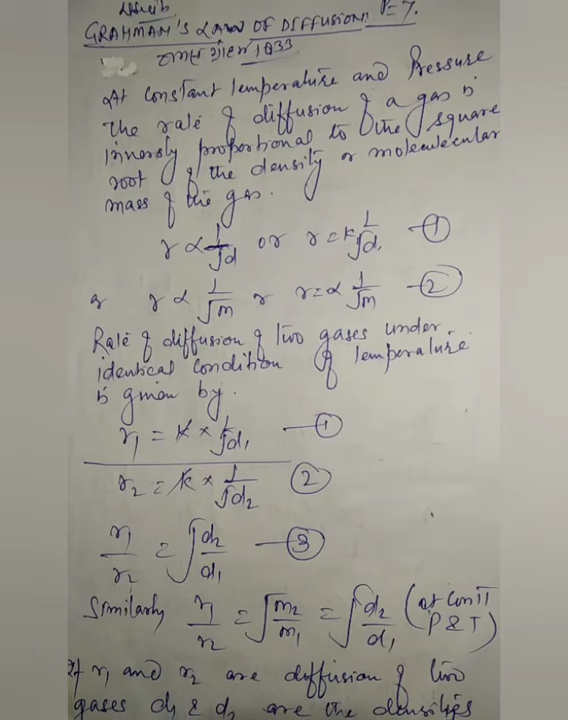 GRAHMAN'S LAW OF DIFFUSION: P=7.
1833
At constant temperature and Pressure
the rate of diffusion of a gas is
inversly proportional to the square
root of the density or molecular
mass of the gas.
r ∝ 1/√d or r = k 1/√d, — ①
or r ∝ 1/√m or r = ∝ 1/√m — ②
Rate of diffusion of two gases under
identical condition of temperature
is given by.
r₁ = k × 1/√d₁ — ①
r₂ = k × 1/√d₂ ②
r₁/r₂ = √d₂/d₁ — ③
Similarly r₁/r₂ = √m₂/m₁ = √d₂/d₁ (at constt P & T)
If r₁ and r₂ are diffusion of two
gases d₁ & d₂ are the densities